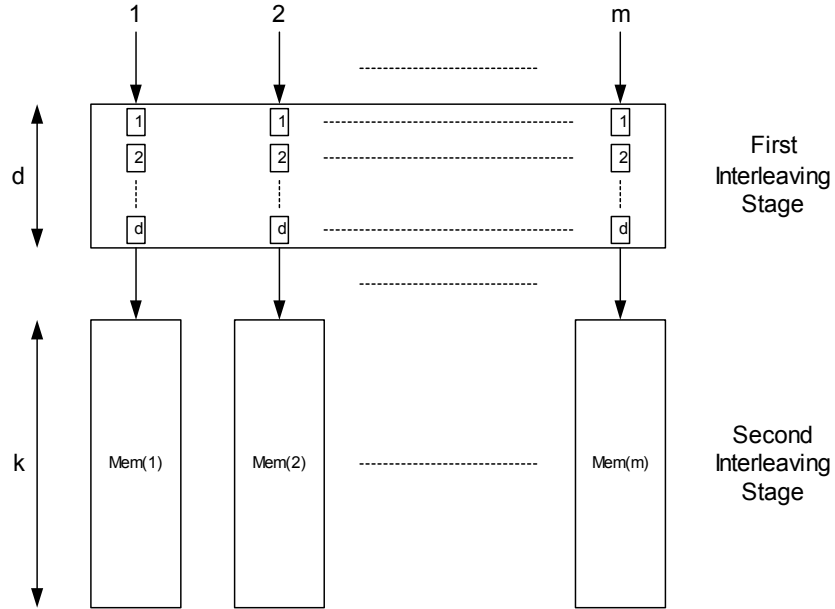 1 2 m
1 1 1
d
2 2 2
First
Interleaving
Stage
d d d
k
Mem(1) Mem(2) Mem(m)
Second
Interleaving
Stage